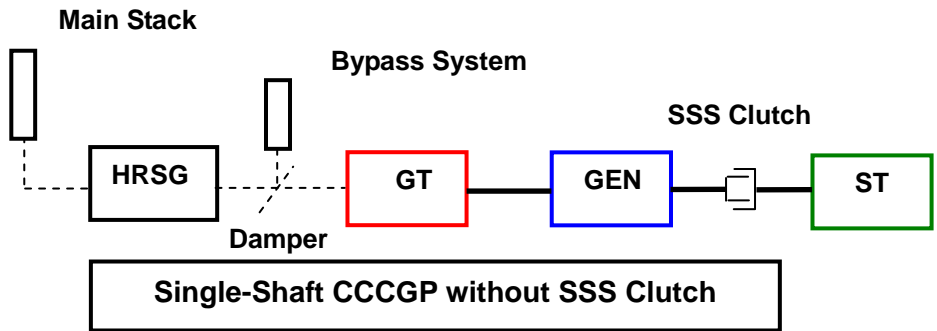 Main Stack
Bypass System
SSS Clutch
HRSG
GT
GEN
ST
Damper
Single-Shaft CCCGP without SSS Clutch